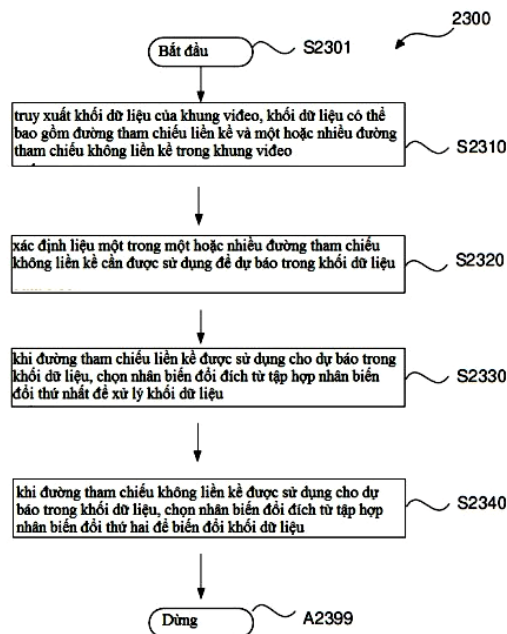 2300
Bắt đầu
S2301
truy xuất khối dữ liệu của khung video, khối dữ liệu có thể
bao gồm đường tham chiếu liền kề và một hoặc nhiều đường
tham chiếu không liền kề trong khung video
S2310
xác định liệu một trong một hoặc nhiều đường tham chiếu
không liền kề cần được sử dụng để dự báo trong khối dữ liệu
S2320
khi đường tham chiếu liền kề được sử dụng cho dự báo trong
khối dữ liệu, chọn nhân biến đổi đích từ tập hợp nhân biến
đổi thứ nhất để xử lý khối dữ liệu
S2330
khi đường tham chiếu không liền kề được sử dụng cho dự
báo trong khối dữ liệu, chọn nhân biến đổi đích từ tập hợp
nhân biến đổi thứ hai để biến đổi khối dữ liệu
S2340
Dừng
A2399